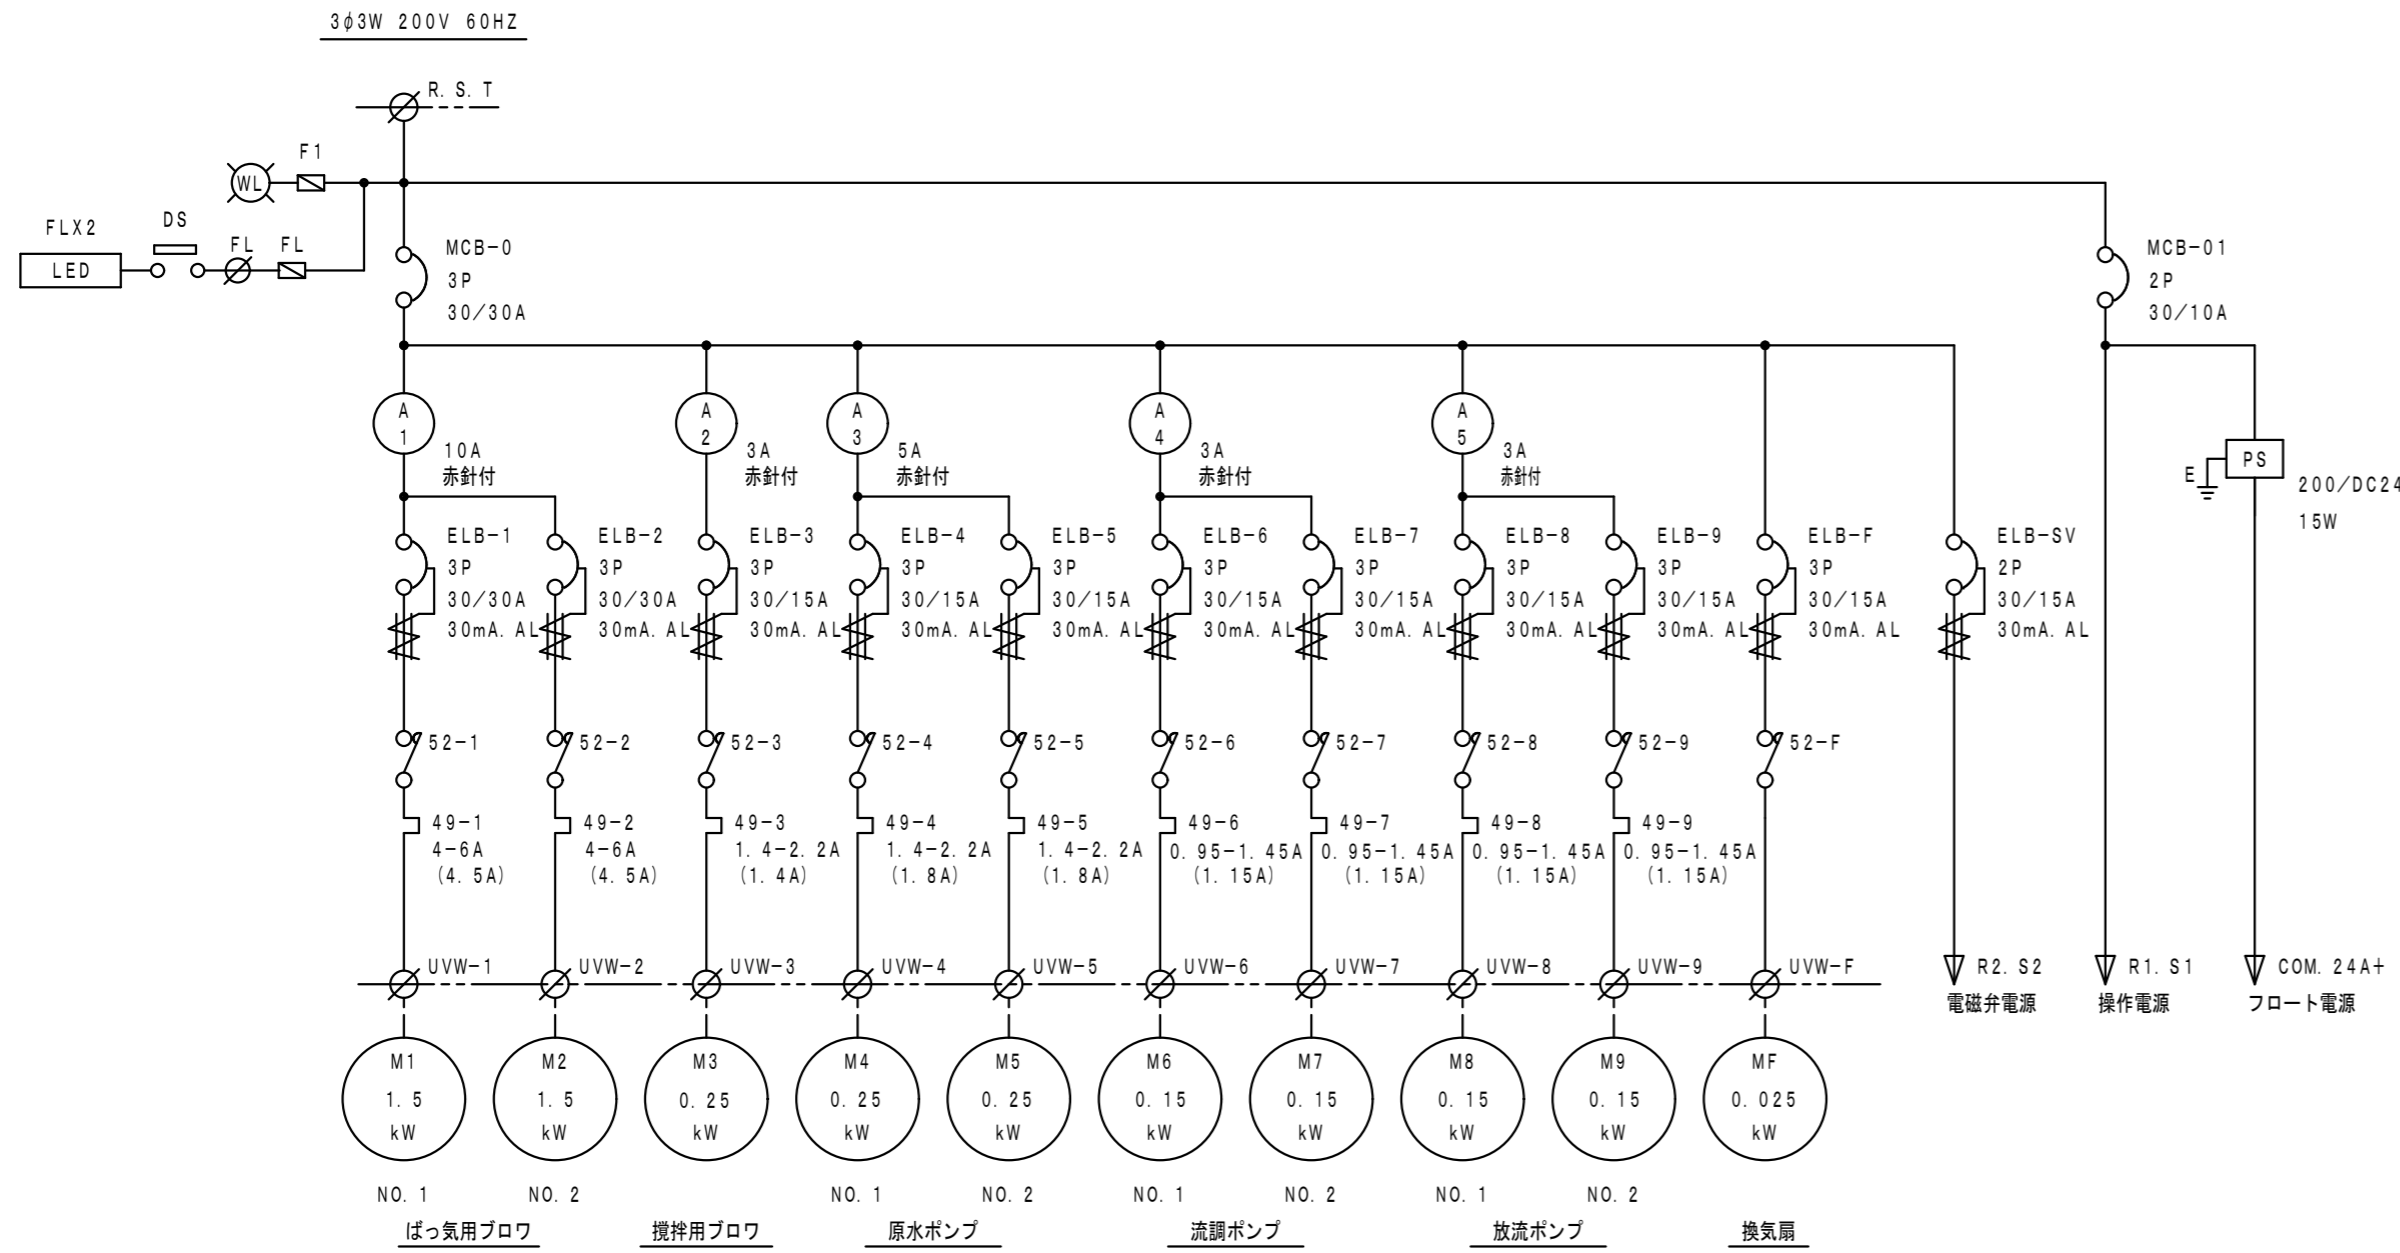 3φ3W 200V 60HZ
R. S. T
F1
WL
FLX2
DS
FL
FL
LED
MCB-0
3P
30/30A
MCB-01
2P
30/10A
A
1
10A
赤針付
A
2
3A
赤針付
A
3
5A
赤針付
A
4
3A
赤針付
A
5
3A
赤針付
PS
E
200/DC24
15W
ELB-1
3P
30/30A
30mA. AL
ELB-2
3P
30/30A
30mA. AL
ELB-3
3P
30/15A
30mA. AL
ELB-4
3P
30/15A
30mA. AL
ELB-5
3P
30/15A
30mA. AL
ELB-6
3P
30/15A
30mA. AL
ELB-7
3P
30/15A
30mA. AL
ELB-8
3P
30/15A
30mA. AL
ELB-9
3P
30/15A
30mA. AL
ELB-F
3P
30/15A
30mA. AL
ELB-SV
2P
30/15A
30mA. AL
52-1
52-2
52-3
52-4
52-5
52-6
52-7
52-8
52-9
52-F
49-1
4-6A
(4. 5A)
49-2
4-6A
(4. 5A)
49-3
1. 4-2. 2A
(1. 4A)
49-4
1. 4-2. 2A
(1. 8A)
49-5
1. 4-2. 2A
(1. 8A)
49-6
0. 95-1. 45A
(1. 15A)
49-7
0. 95-1. 45A
(1. 15A)
49-8
0. 95-1. 45A
(1. 15A)
49-9
0. 95-1. 45A
(1. 15A)
UVW-1
UVW-2
UVW-3
UVW-4
UVW-5
UVW-6
UVW-7
UVW-8
UVW-9
UVW-F
R2. S2
電磁弁電源
R1. S1
操作電源
COM. 24A+
フロート電源
M1
1. 5
kW
M2
1. 5
kW
M3
0. 25
kW
M4
0. 25
kW
M5
0. 25
kW
M6
0. 15
kW
M7
0. 15
kW
M8
0. 15
kW
M9
0. 15
kW
MF
0. 025
kW
NO. 1
NO. 2
NO. 1
NO. 2
NO. 1
NO. 2
NO. 1
NO. 2
ばっ気用ブロワ
撹拌用ブロワ
原水ポンプ
流調ポンプ
放流ポンプ
換気扇